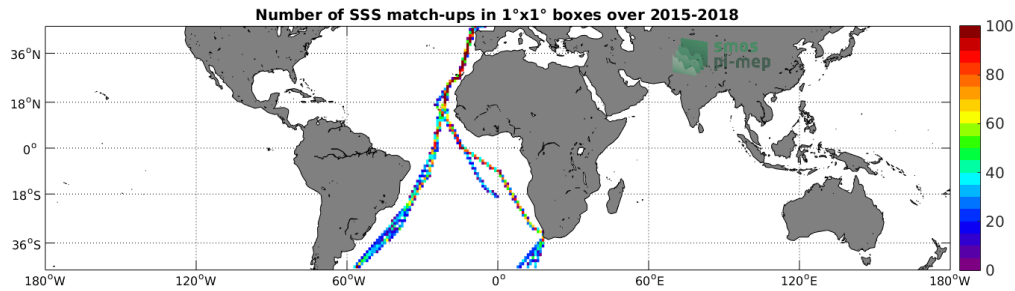 Number of SSS match-ups in 1°x1° boxes over 2015-2018
smos
pi-mep
36°N
18°N
0°
18°S
36°S
180°W 120°W 60°W 0° 60°E 120°E 180°W
100
80
60
40
20
0